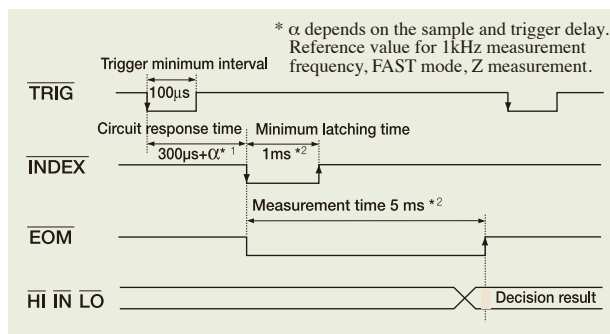 * α depends on the sample and trigger delay.
Reference value for 1kHz measurement
frequency, FAST mode, Z measurement.
Trigger minimum interval
TRIG
100µs
Circuit response time
Minimum latching time
300µs+α* 1
1ms *2
INDEX
Measurement time 5 ms *2
EOM
HI IN LO
Decision result